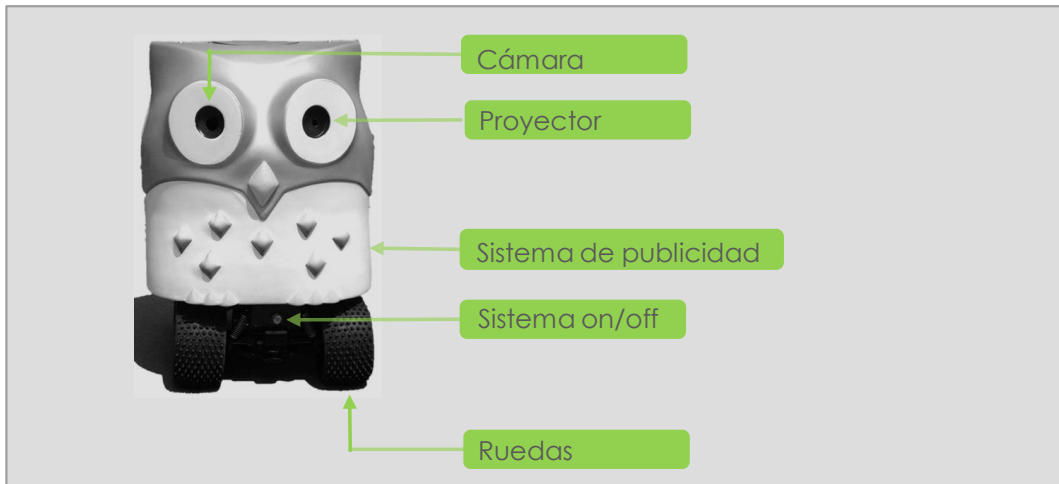 Cámara
Proyector
Sistema de publicidad
Sistema on/off
Ruedas